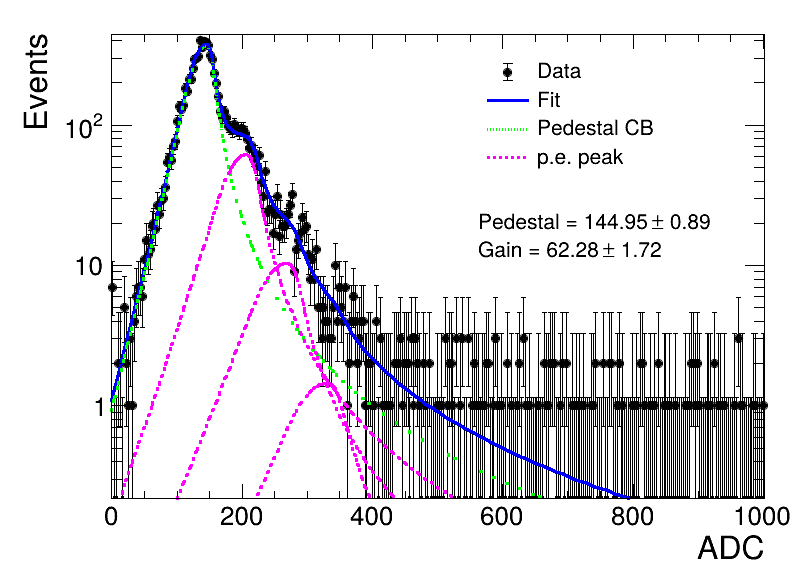 Events
10²
10
1
Data
Fit
Pedestal CB
p.e. peak
Pedestal = 144.95 ± 0.89
Gain = 62.28 ± 1.72
0 200 400 600 800 1000
ADC